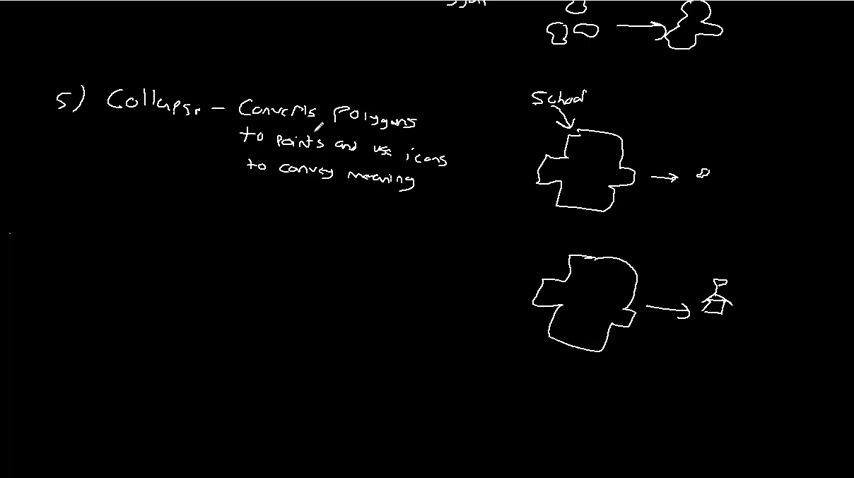 5) Collapse - Converts Polygons
to points and use icons
to convey meaning
School